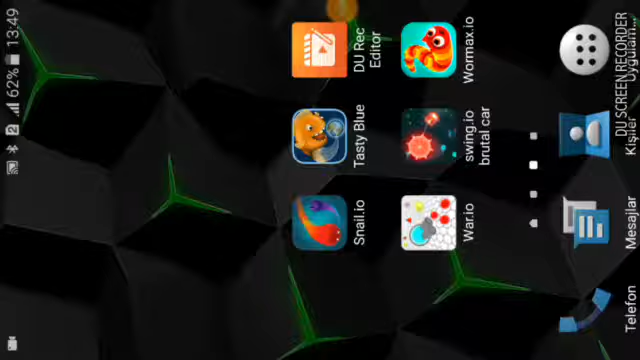 2
62% 13:49
Snail.io
Tasty Blue
DU Rec
Editor
War.io
swing.io
brutal car
Wormax.io
Telefon
Mesajlar
DU SCREEN RECORDER